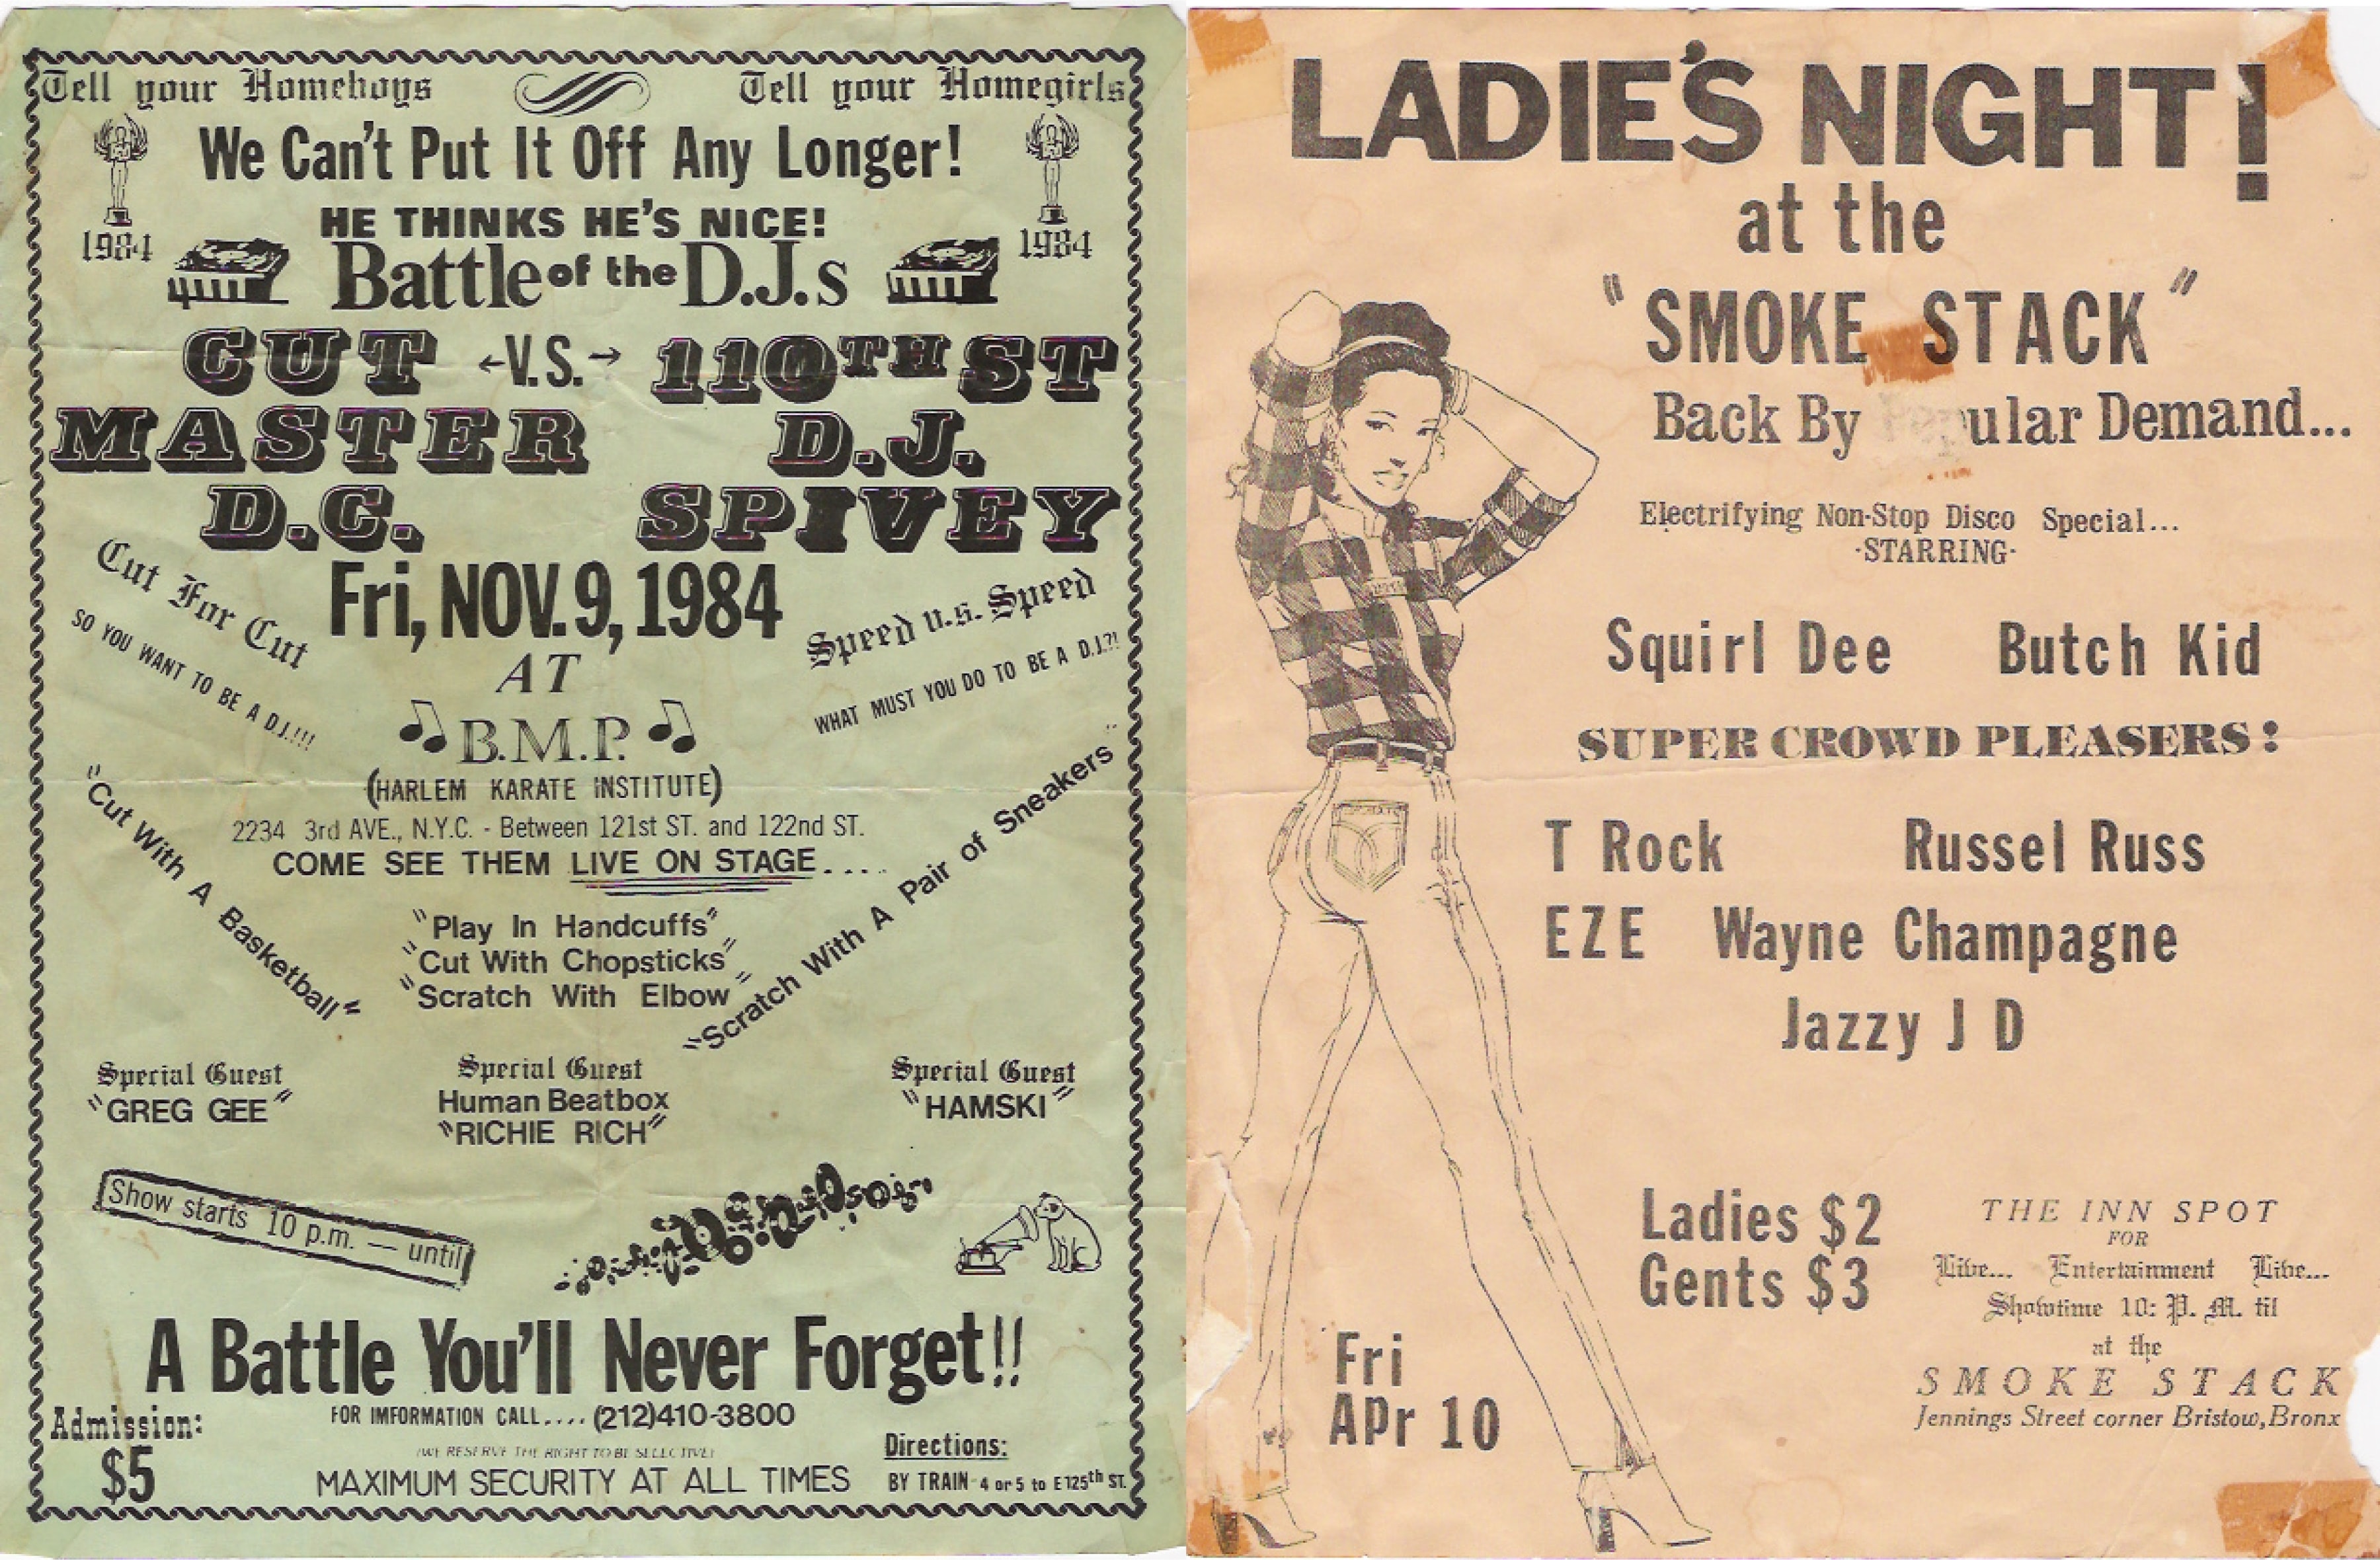 Tell your Homeboys
Tell your Homegirls
We Can't Put It Off Any Longer!
1984
1984
HE THINKS HE'S NICE!
Battle of the D.J.s
CUT MASTER D.C.
←V.S.→
110TH ST D.J. SPIVEY
Fri, NOV. 9, 1984
Cut For Cut
SO YOU WANT TO BE A D.J.!!!
Speed v.s. Speed
WHAT MUST YOU DO TO BE A D.J.?!
AT
B.M.P.
(HARLEM KARATE INSTITUTE)
2234 3rd AVE., N.Y.C. - Between 121st ST. and 122nd ST.
COME SEE THEM LIVE ON STAGE....
"Cut With A Basketball"
"Play In Handcuffs"
"Cut With Chopsticks"
"Scratch With Elbow"
"Scratch With A Pair of Sneakers"
Special Guest
"GREG GEE"
Special Guest
Human Beatbox
"RICHIE RICH"
Special Guest
"HAMSKI"
Show starts 10 p.m. — until
A Battle You'll Never Forget!!
FOR IMFORMATION CALL.... (212)410-3800
(WE RESERVE THE RIGHT TO BE SELECTIVE)
Admission:
$5
MAXIMUM SECURITY AT ALL TIMES
Directions:
BY TRAIN-4 or 5 to E 125th ST.
LADIE'S NIGHT!
at the
"SMOKE STACK"
Back By Popular Demand...
Electrifying Non-Stop Disco Special...
-STARRING-
Squirl Dee Butch Kid
SUPER CROWD PLEASERS!
T Rock Russel Russ
EZE Wayne Champagne
Jazzy J D
Ladies $2
Gents $3
Fri
APr 10
THE INN SPOT
FOR
Live... Entertainment Live...
Showtime 10: P. M. til
at the
SMOKE STACK
Jennings Street corner Bristow, Bronx